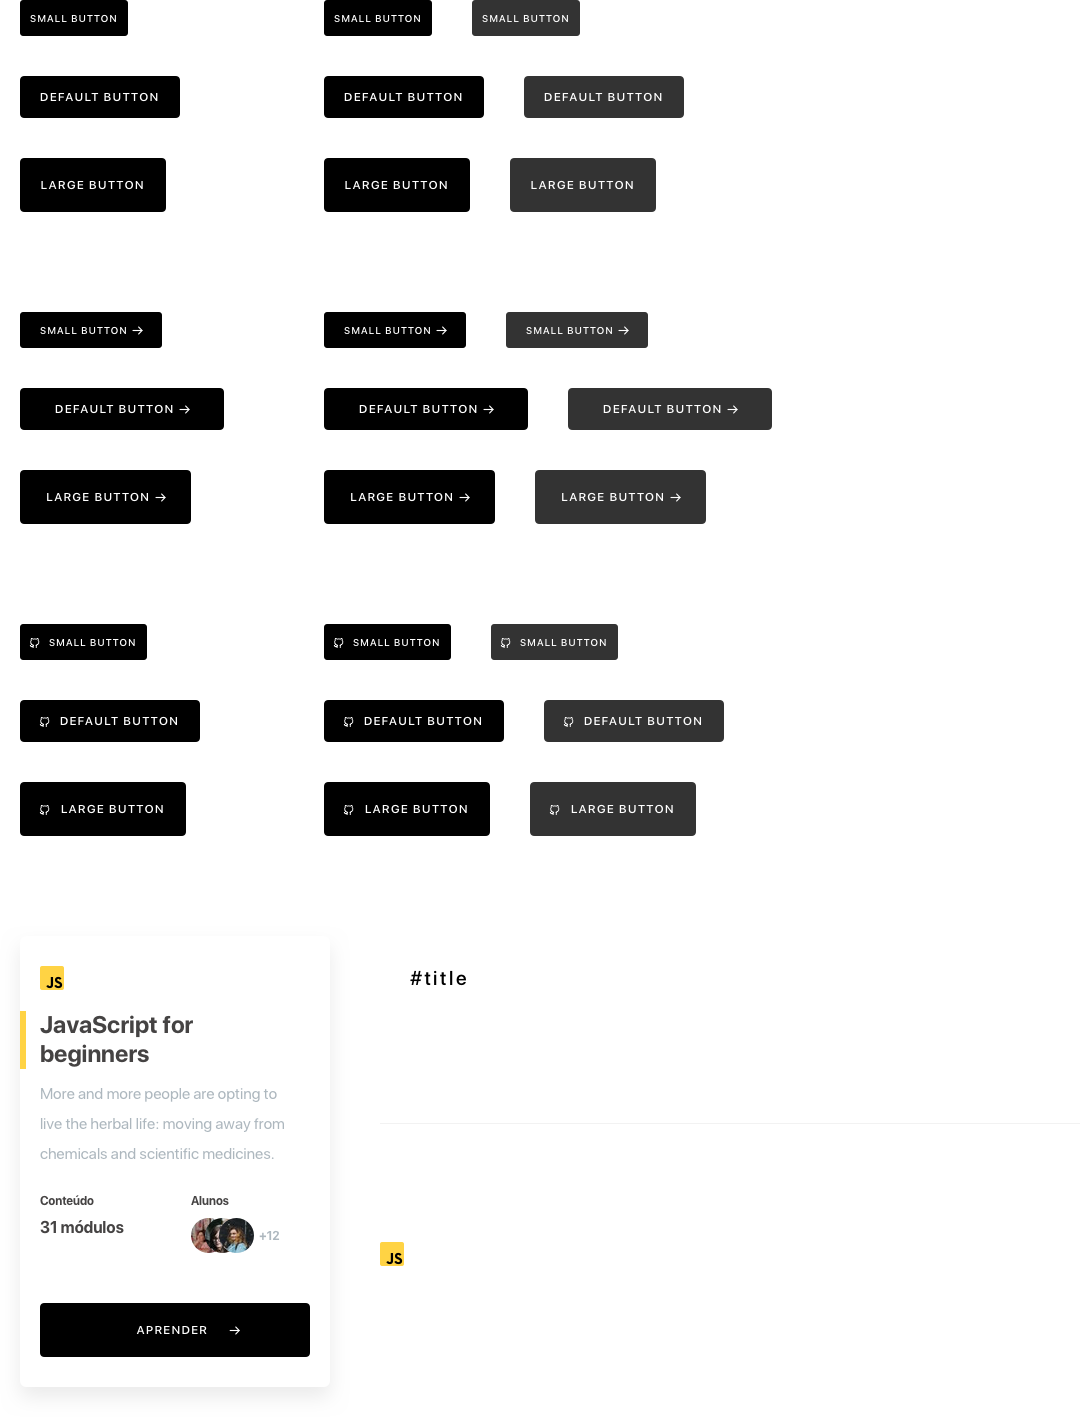 SMALL BUTTON SMALL BUTTON SMALL BUTTON
DEFAULT BUTTON DEFAULT BUTTON DEFAULT BUTTON
LARGE BUTTON LARGE BUTTON LARGE BUTTON
SMALL BUTTON → SMALL BUTTON → SMALL BUTTON →
DEFAULT BUTTON → DEFAULT BUTTON → DEFAULT BUTTON →
LARGE BUTTON → LARGE BUTTON → LARGE BUTTON →
SMALL BUTTON SMALL BUTTON SMALL BUTTON
DEFAULT BUTTON DEFAULT BUTTON DEFAULT BUTTON
LARGE BUTTON LARGE BUTTON LARGE BUTTON
JS
JavaScript for
beginners
More and more people are opting to
live the herbal life: moving away from
chemicals and scientific medicines.
Conteúdo Alunos
31 módulos +12
APRENDER →
#title
JS